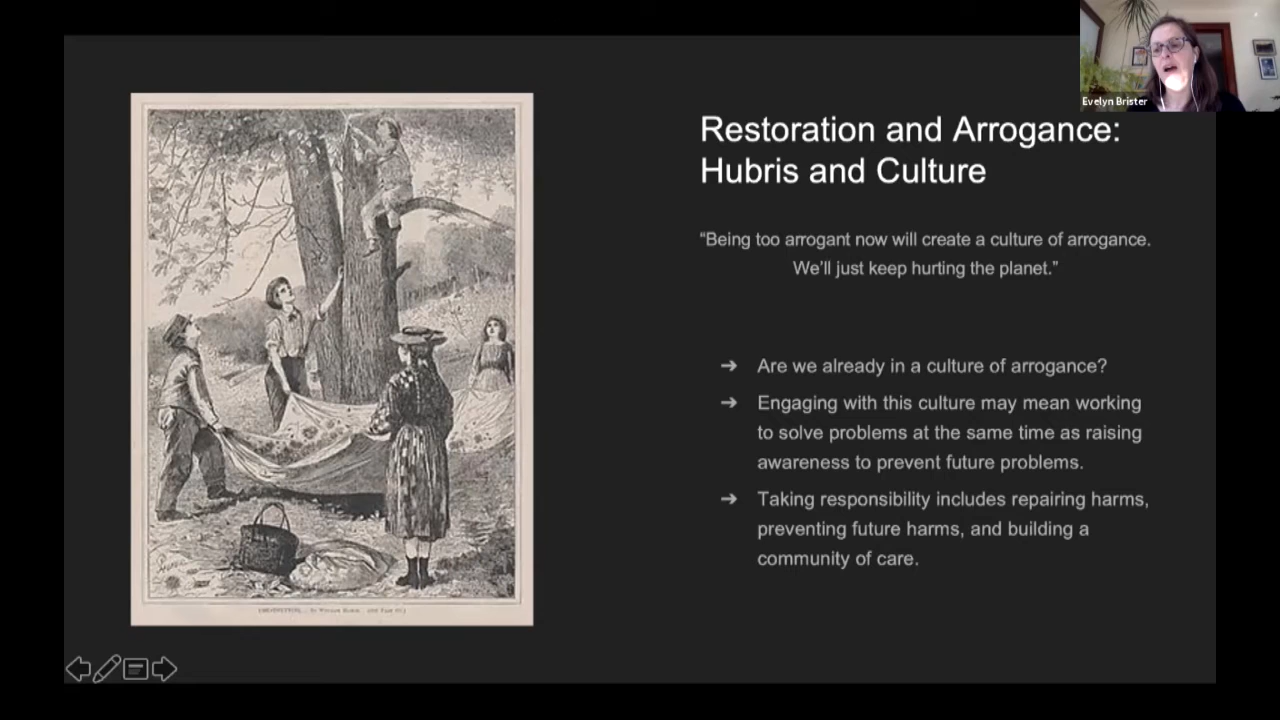 Evelyn Brister
Restoration and Arrogance:
Hubris and Culture
“Being too arrogant now will create a culture of arrogance.
We’ll just keep hurting the planet.”
➔ Are we already in a culture of arrogance?
➔ Engaging with this culture may mean working
to solve problems at the same time as raising
awareness to prevent future problems.
➔ Taking responsibility includes repairing harms,
preventing future harms, and building a
community of care.